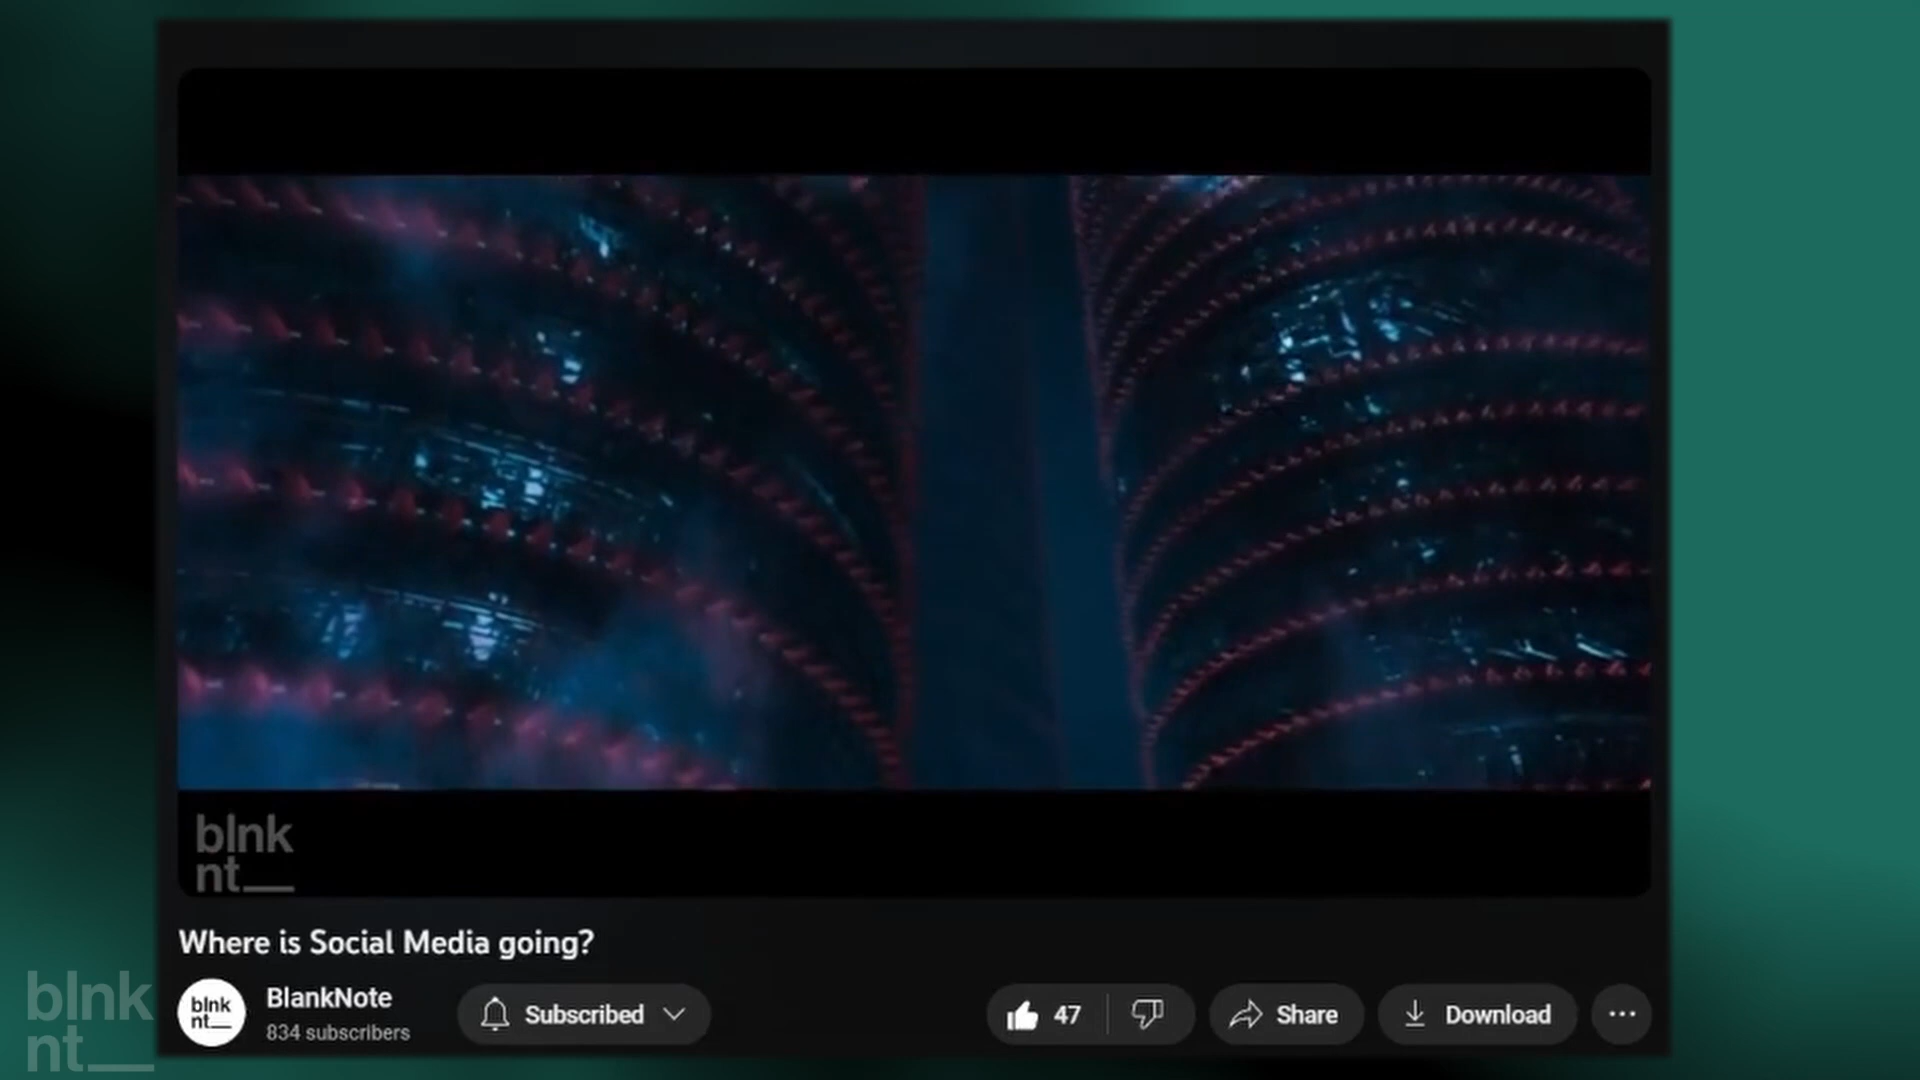 blnk
nt__
Where is Social Media going?
blnk
nt__
BlankNote
834 subscribers
Subscribed
47
Share
Download
blnk
nt__